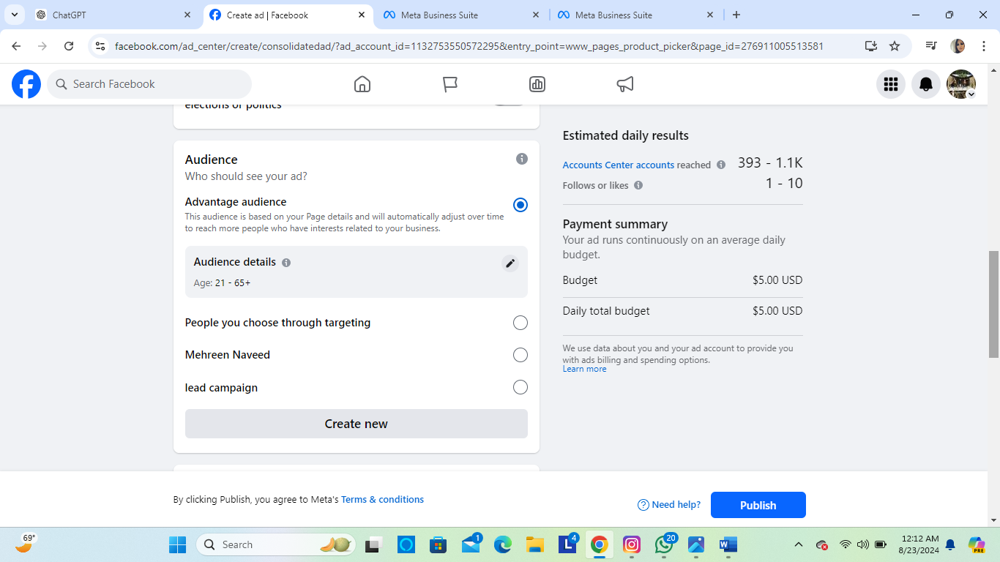 ChatGPT
Create ad | Facebook
Meta Business Suite
Meta Business Suite
facebook.com/ad_center/create/consolidatedad/?ad_account_id=1132753550572295&entry_point=www_pages_product_picker&page_id=276911005513581
Search Facebook
elections or politics
Audience
Who should see your ad?
Advantage audience
This audience is based on your Page details and will automatically adjust over time
to reach more people who have interests related to your business.
Audience details
Age: 21 - 65+
People you choose through targeting
Mehreen Naveed
lead campaign
Create new
Estimated daily results
Accounts Center accounts reached 393 - 1.1K
Follows or likes 1 - 10
Payment summary
Your ad runs continuously on an average daily
budget.
Budget $5.00 USD
Daily total budget $5.00 USD
We use data about you and your ad account to provide you
with ads billing and spending options.
Learn more
By clicking Publish, you agree to Meta's Terms & conditions
Need help?
Publish
69°
Search
1
4
20
12:12 AM
8/23/2024
PRE